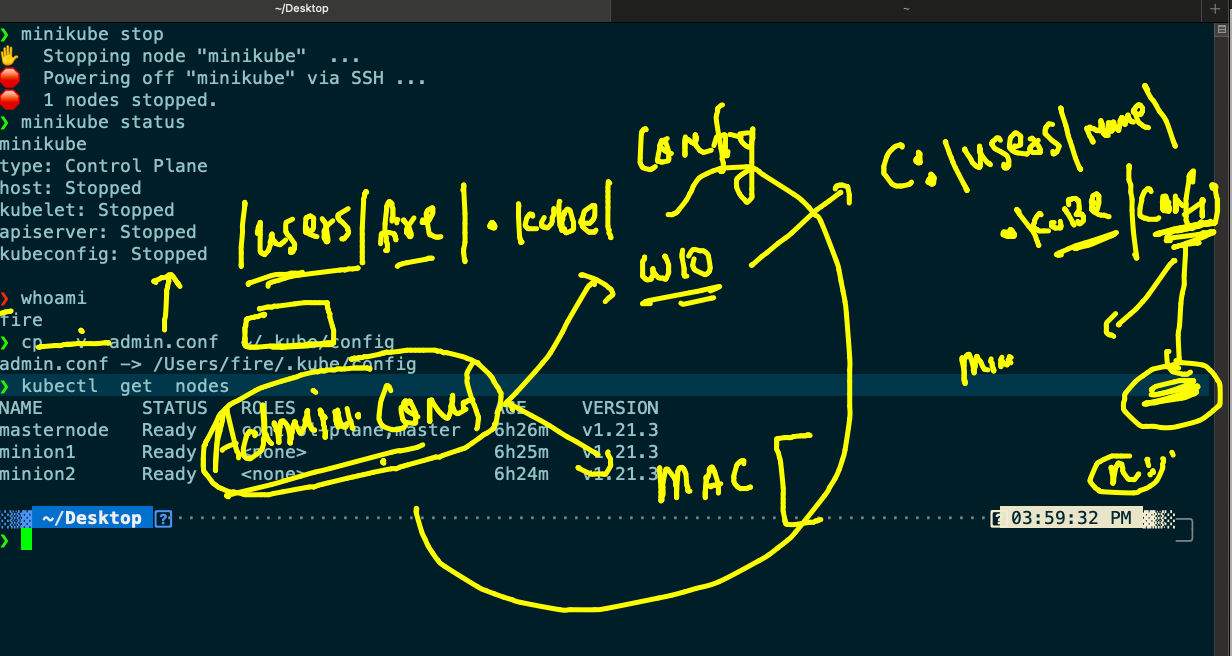 ~/Desktop
~
❯ minikube stop
✋ Stopping node "minikube" ...
🛑 Powering off "minikube" via SSH ...
🛑 1 nodes stopped.
❯ minikube status
minikube
type: Control Plane
host: Stopped
kubelet: Stopped
apiserver: Stopped
kubeconfig: Stopped
❯ whoami
fire
❯ cp -v admin.conf ~/.kube/config
admin.conf -> /Users/fire/.kube/config
❯ kubectl get nodes
NAME STATUS ROLES AGE VERSION
masternode Ready control-plane,master 6h26m v1.21.3
minion1 Ready <none> 6h25m v1.21.3
minion2 Ready <none> 6h24m v1.21.3
~/Desktop
03:59:32 PM
❯
Config
C:/users/name/
.kube/config
/users/fire/.kube/
W10
Admin.conf
MAC